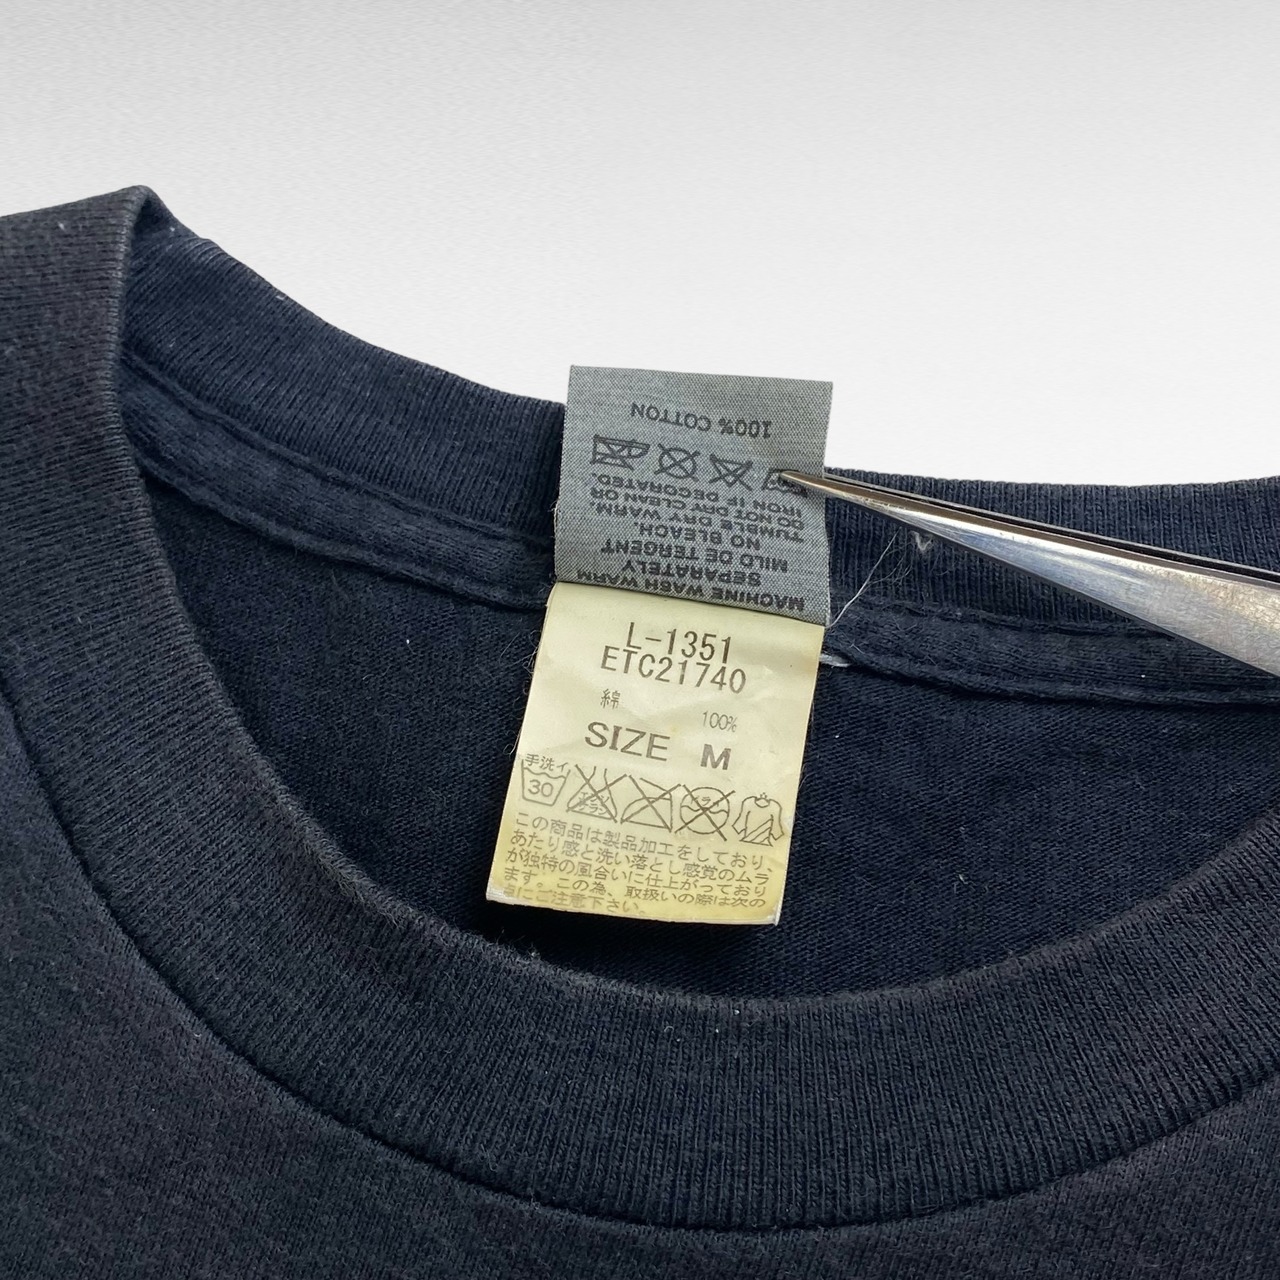 100% COTTON
MACHINE WASH WARM
SEPARATELY
MILD DE TERGENT
NO BLEACH.
TUNBLE DRY WARM.
DO NOT DRY CLEAN OR
IRON IF DECORATED.
L-1351
ETC21740
綿 100%
SIZE M
手洗イ
30
この商品は製品加工をしており、
あたり感と洗い落とし感覚のムラ
が独特の風合いに仕上がっており
ます。この為、取扱いの際は次の
点にご注意下さい。